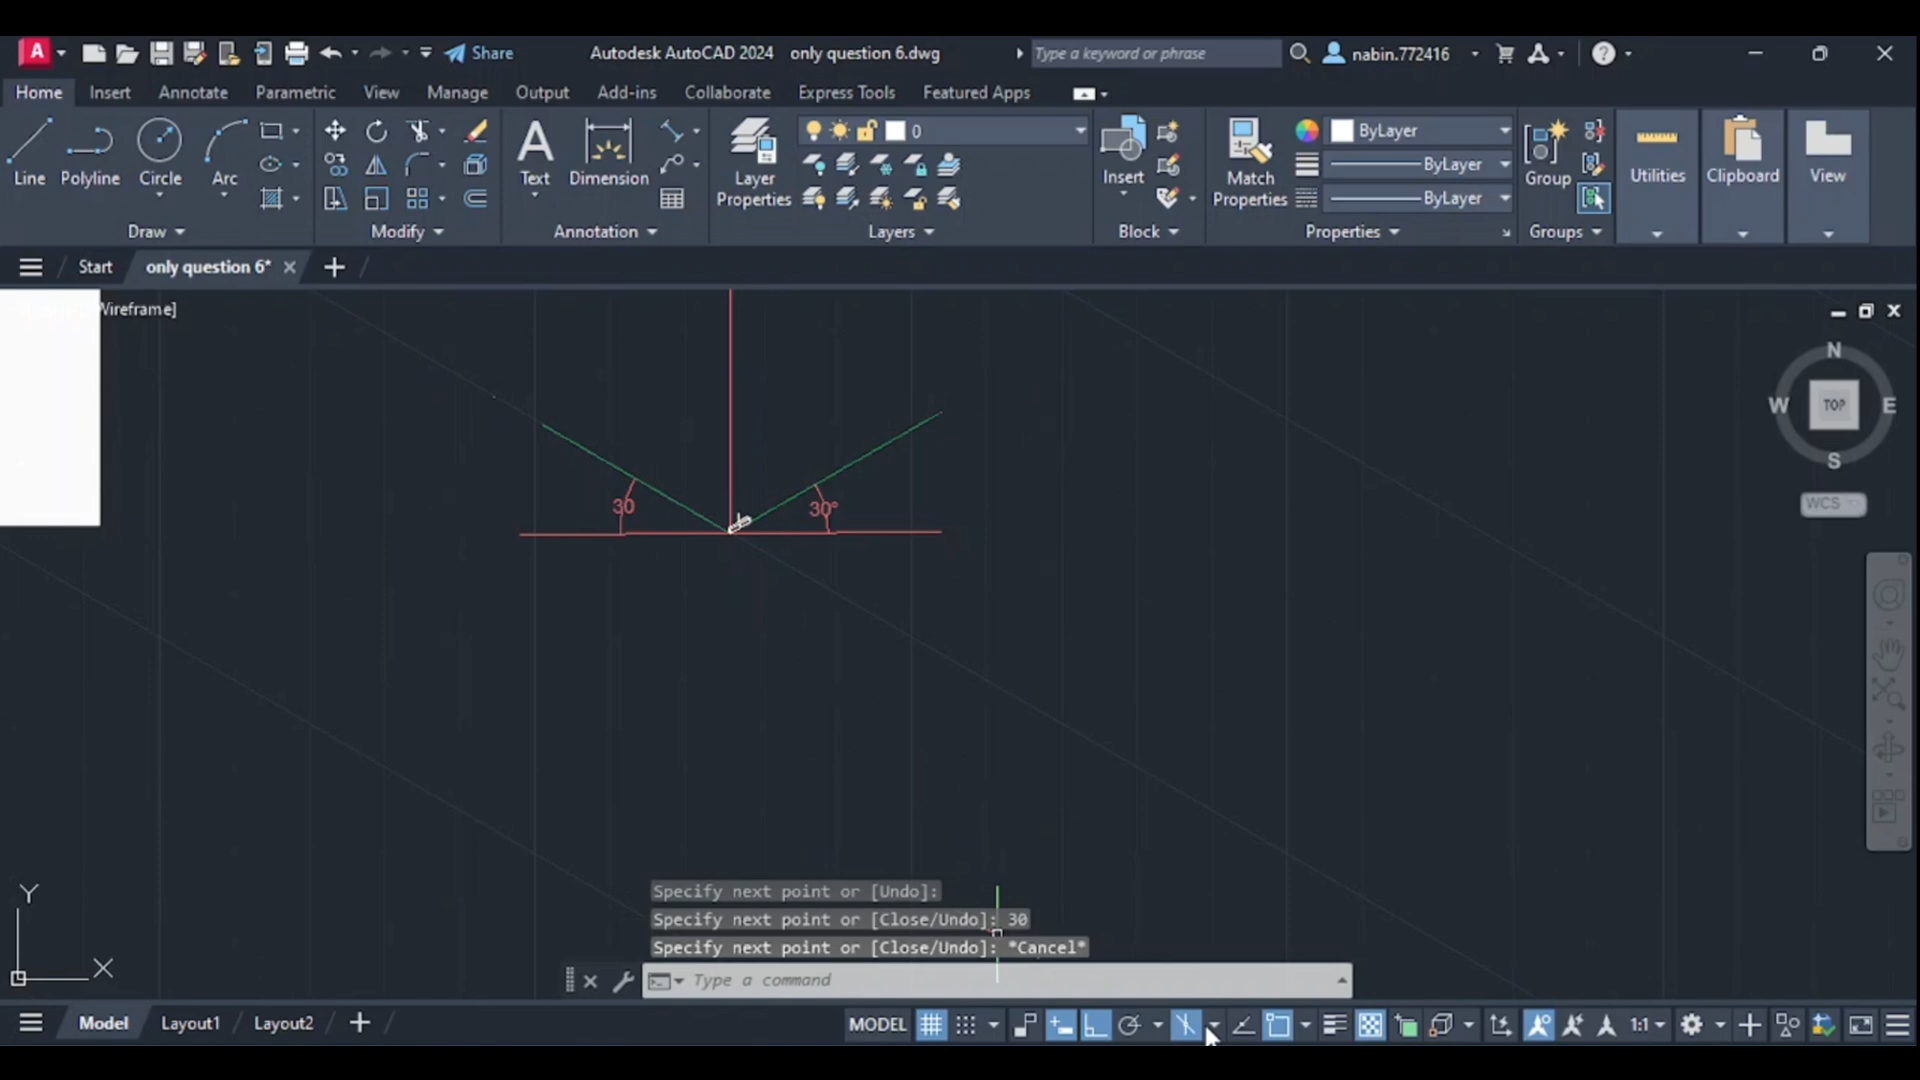 A Share Autodesk AutoCAD 2024 only question 6.dwg Type a keyword or phrase nabin.772416
Home Insert Annotate Parametric View Manage Output Add-ins Collaborate Express Tools Featured Apps
0 ByLayer
Line Polyline Circle Arc Text Dimension Layer Properties Insert Match Properties ByLayer Group Utilities Clipboard View
ByLayer
Draw Modify Annotation Layers Block Properties Groups
Start only question 6*
Wireframe]
N
W TOP E
S
WCS
30 30°
Specify next point or [Undo]:
Specify next point or [Close/Undo]: 30
Specify next point or [Close/Undo]: *Cancel*
Type a command
Y
X
Model Layout1 Layout2 MODEL 1:1